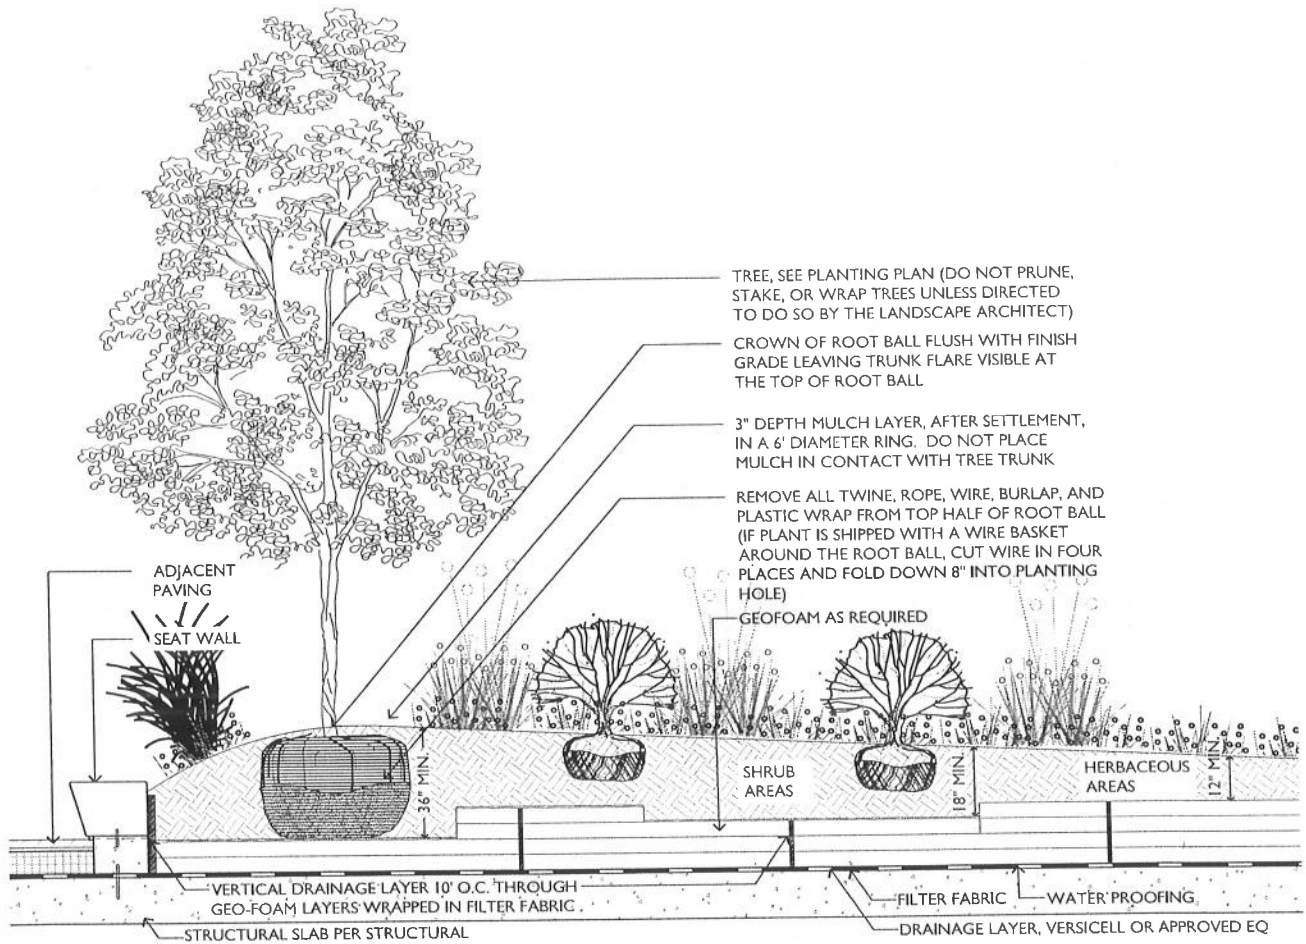 TREE, SEE PLANTING PLAN (DO NOT PRUNE,
STAKE, OR WRAP TREES UNLESS DIRECTED
TO DO SO BY THE LANDSCAPE ARCHITECT)
CROWN OF ROOT BALL FLUSH WITH FINISH
GRADE LEAVING TRUNK FLARE VISIBLE AT
THE TOP OF ROOT BALL
3" DEPTH MULCH LAYER, AFTER SETTLEMENT,
IN A 6' DIAMETER RING. DO NOT PLACE
MULCH IN CONTACT WITH TREE TRUNK
REMOVE ALL TWINE, ROPE, WIRE, BURLAP, AND
PLASTIC WRAP FROM TOP HALF OF ROOT BALL
(IF PLANT IS SHIPPED WITH A WIRE BASKET
AROUND THE ROOT BALL, CUT WIRE IN FOUR
PLACES AND FOLD DOWN 8" INTO PLANTING
HOLE)
GEOFOAM AS REQUIRED
ADJACENT
PAVING
SEAT WALL
36" MIN.
SHRUB
AREAS
18" MIN.
HERBACEOUS
AREAS
12" MIN.
VERTICAL DRAINAGE LAYER 10' O.C. THROUGH
GEO-FOAM LAYERS WRAPPED IN FILTER FABRIC
STRUCTURAL SLAB PER STRUCTURAL
FILTER FABRIC
WATER PROOFING
DRAINAGE LAYER, VERSICELL OR APPROVED EQ